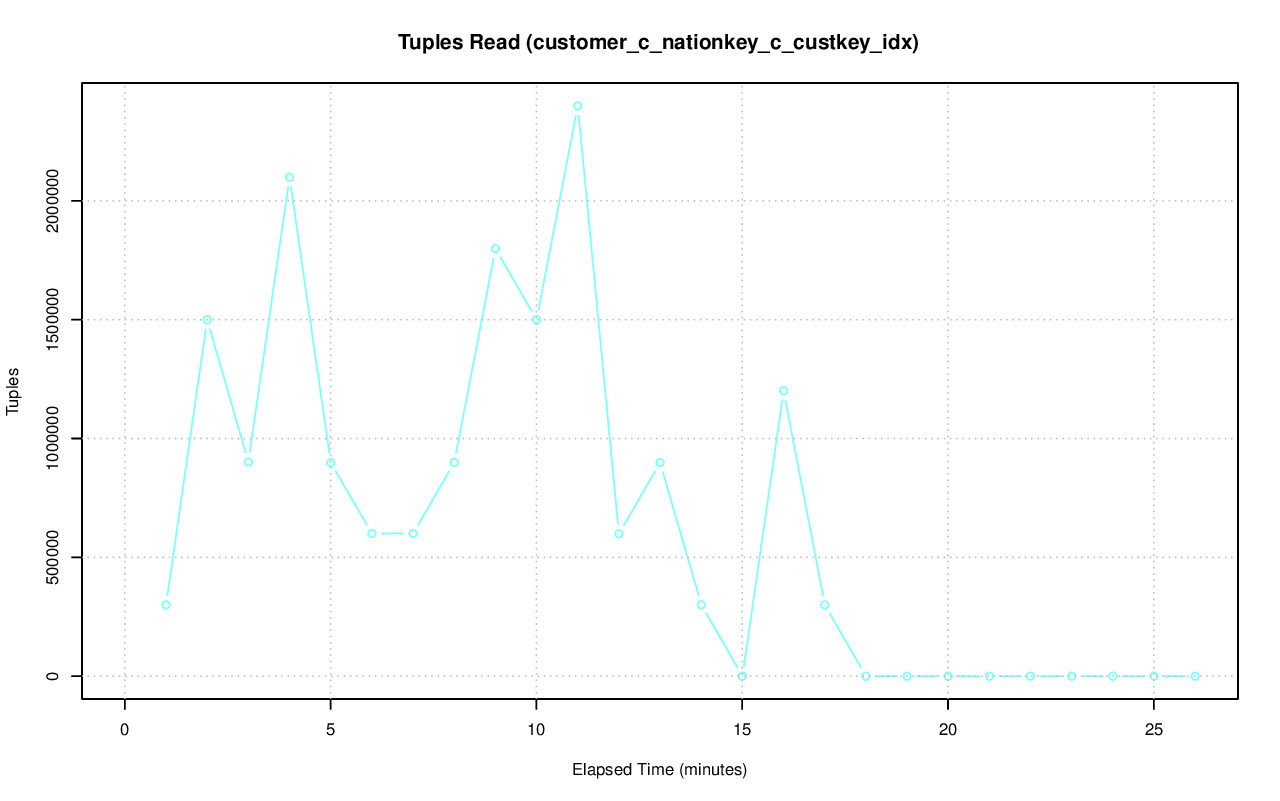 Tuples Read (customer_c_nationkey_c_custkey_idx)
Tuples
2000000
1500000
1000000
500000
0
0 5 10 15 20 25
Elapsed Time (minutes)